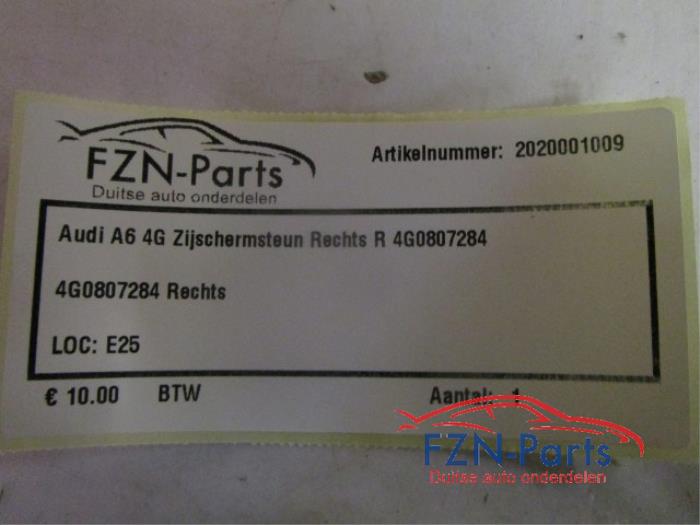 FZN-Parts
Duitse auto onderdelen
Artikelnummer: 2020001009
Audi A6 4G Zijschermsteun Rechts R 4G0807284
4G0807284 Rechts
LOC: E25
€ 10.00 BTW Aantal: 1
FZN-Parts
Duitse auto onderdelen